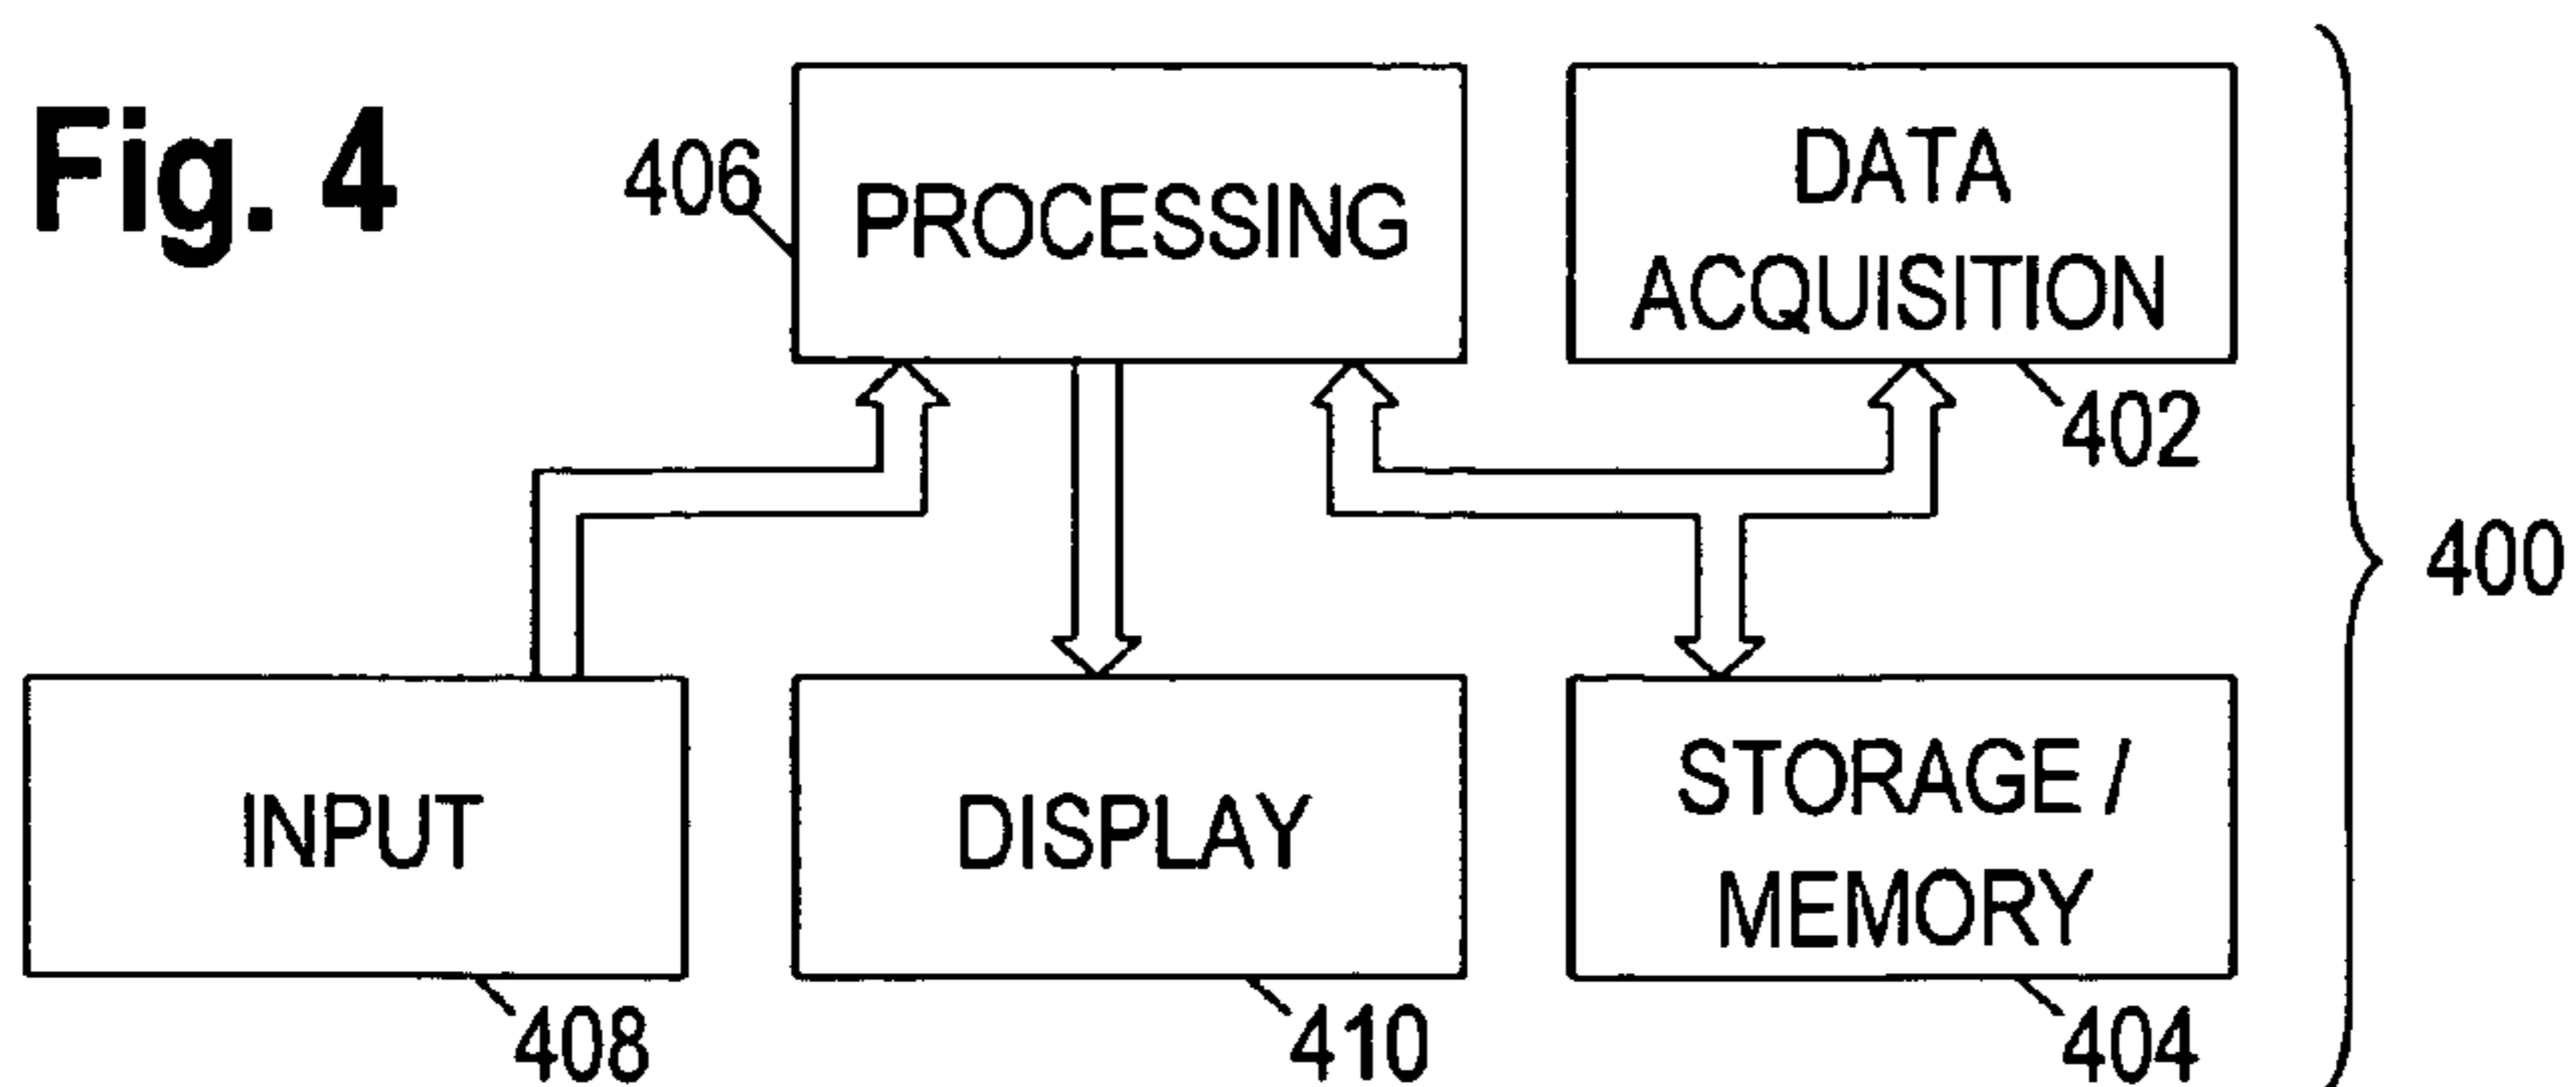 Fig. 4
406
PROCESSING
DATA
ACQUISITION
402
400
INPUT
408
DISPLAY
410
STORAGE /
MEMORY
404